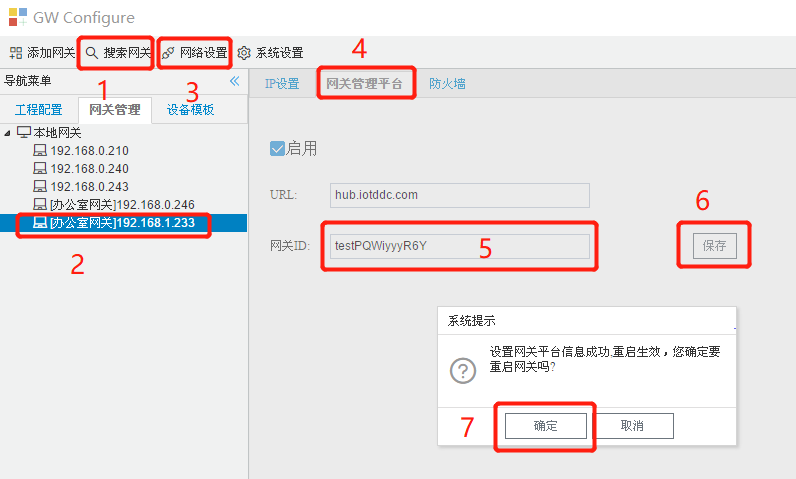 GW Configure
添加网关 搜索网关 网络设置 系统设置
1 3 4
导航菜单
工程配置 网关管理 设备模板
IP设置 网关管理平台 防火墙
本地网关
192.168.0.210
192.168.0.240
192.168.0.243
[办公室网关]192.168.0.246
[办公室网关]192.168.1.233
2
启用
URL: hub.iotddc.com
6
网关ID: testPQWiyyyR6Y 5 保存
系统提示
设置网关平台信息成功.重启生效，您确定要
重启网关吗?
7 确定 取消